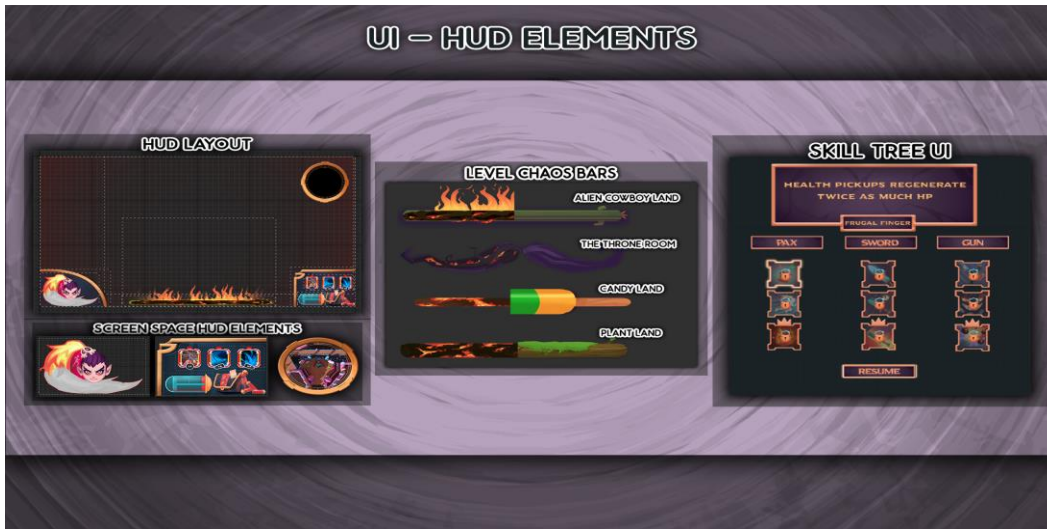 UI - HUD ELEMENTS
HUD LAYOUT
SCREEN SPACE HUD ELEMENTS
LEVEL CHAOS BARS
ALIEN COWBOY LAND
THE THRONE ROOM
CANDY LAND
PLANT LAND
SKILL TREE UI
HEALTH PICKUPS REGENERATE
TWICE AS MUCH HP
FRUGAL FINGER
PAX
SWORD
GUN
RESUME